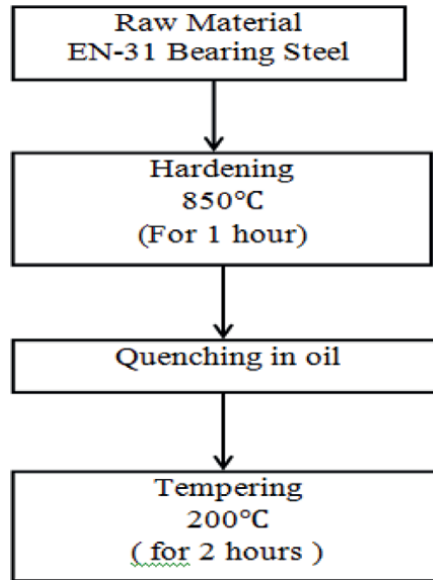 Raw Material
EN-31 Bearing Steel
Hardening
850℃
(For 1 hour)
Quenching in oil
Tempering
200℃
( for 2 hours )